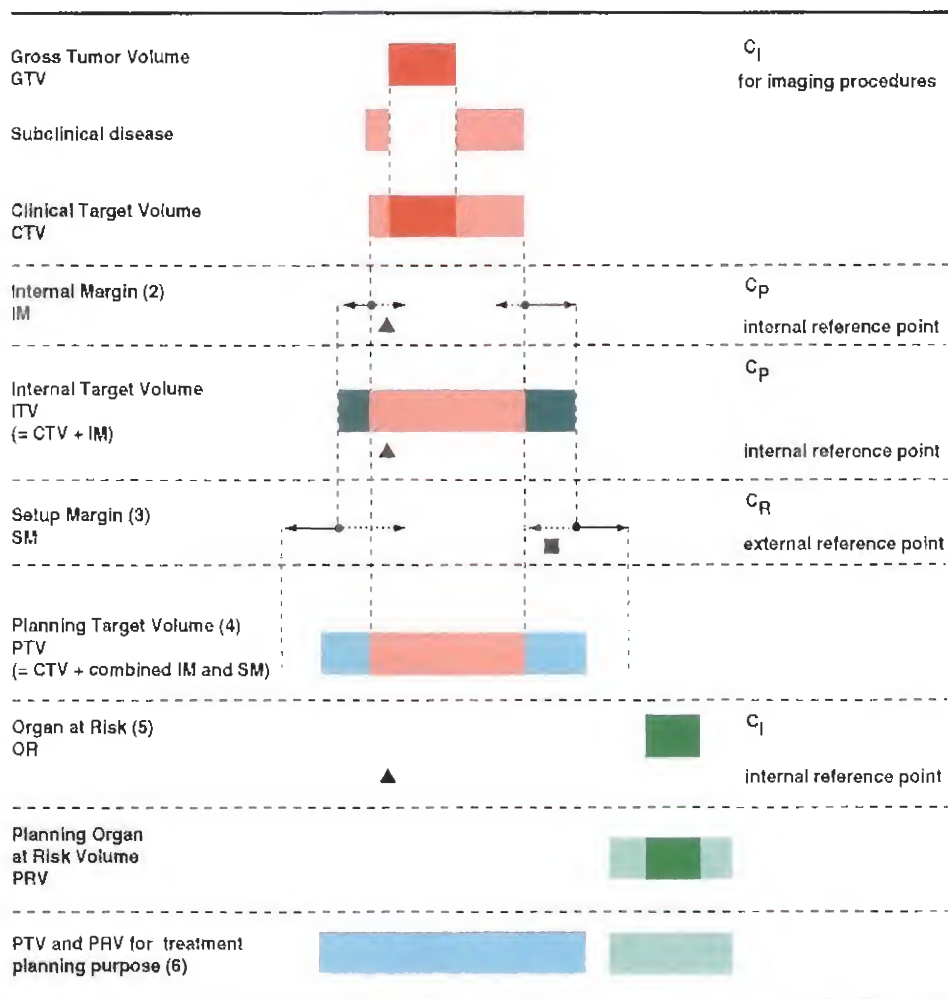 Gross Tumor Volume
GTV
C_I
for imaging procedures
Subclinical disease
Clinical Target Volume
CTV
Internal Margin (2)
IM
C_P
internal reference point
Internal Target Volume
ITV
(= CTV + IM)
C_P
internal reference point
Setup Margin (3)
SM
C_R
external reference point
Planning Target Volume (4)
PTV
(= CTV + combined IM and SM)
Organ at Risk (5)
OR
C_I
internal reference point
Planning Organ
at Risk Volume
PRV
PTV and PRV for treatment
planning purpose (6)